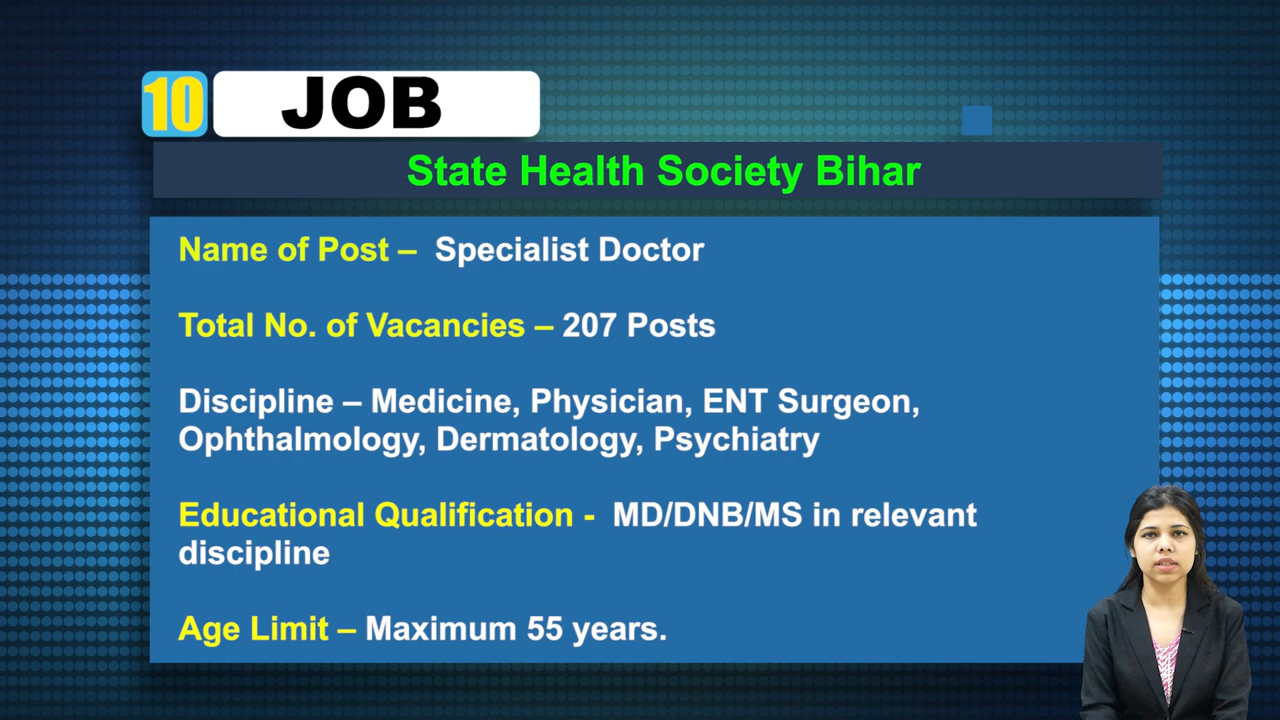 10 JOB
State Health Society Bihar
Name of Post – Specialist Doctor
Total No. of Vacancies – 207 Posts
Discipline – Medicine, Physician, ENT Surgeon,
Ophthalmology, Dermatology, Psychiatry
Educational Qualification - MD/DNB/MS in relevant
discipline
Age Limit – Maximum 55 years.